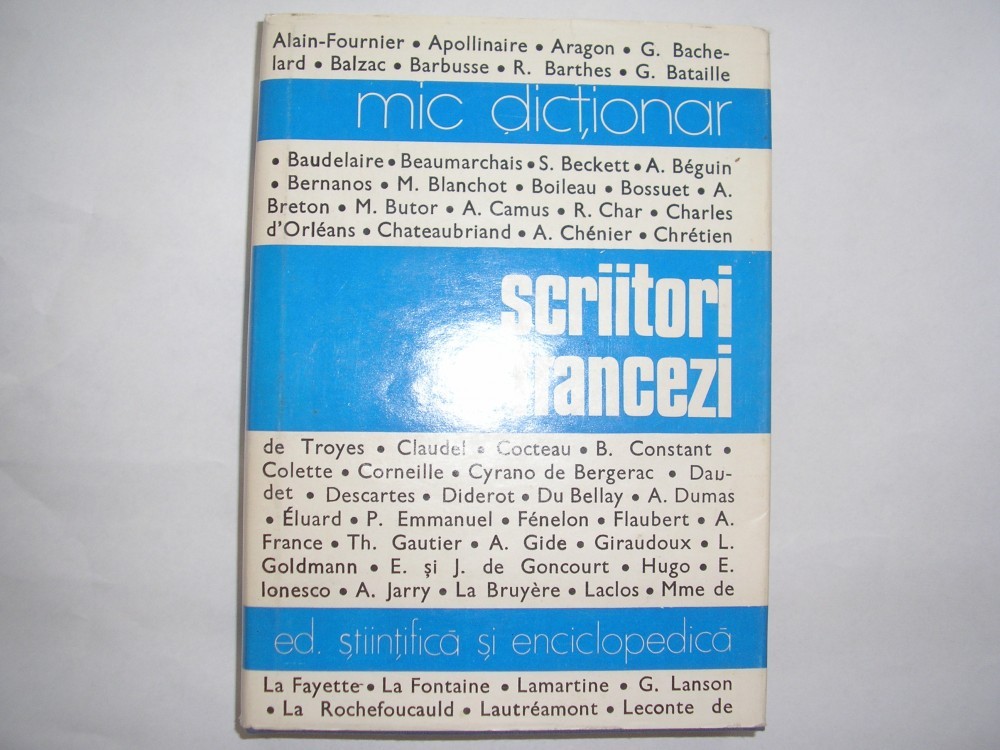 Alain-Fournier • Apollinaire • Aragon • G. Bache-
lard • Balzac • Barbusse • R. Barthes • G. Bataille
mic dicționar
• Baudelaire • Beaumarchais • S. Beckett • A. Béguin
• Bernanos • M. Blanchot • Boileau • Bossuet • A.
Breton • M. Butor • A. Camus • R. Char • Charles
d'Orléans • Chateaubriand • A. Chénier • Chrétien
scriitori
francezi
de Troyes • Claudel • Cocteau • B. Constant •
Colette • Corneille • Cyrano de Bergerac • Dau-
det • Descartes • Diderot • Du Bellay • A. Dumas
• Éluard • P. Emmanuel • Fénelon • Flaubert • A.
France • Th. Gautier • A. Gide • Giraudoux • L.
Goldmann • E. și J. de Goncourt • Hugo • E.
Ionesco • A. Jarry • La Bruyère • Laclos • Mme de
ed. științifică și enciclopedică
La Fayette • La Fontaine • Lamartine • G. Lanson
• La Rochefoucauld • Lautréamont • Leconte de